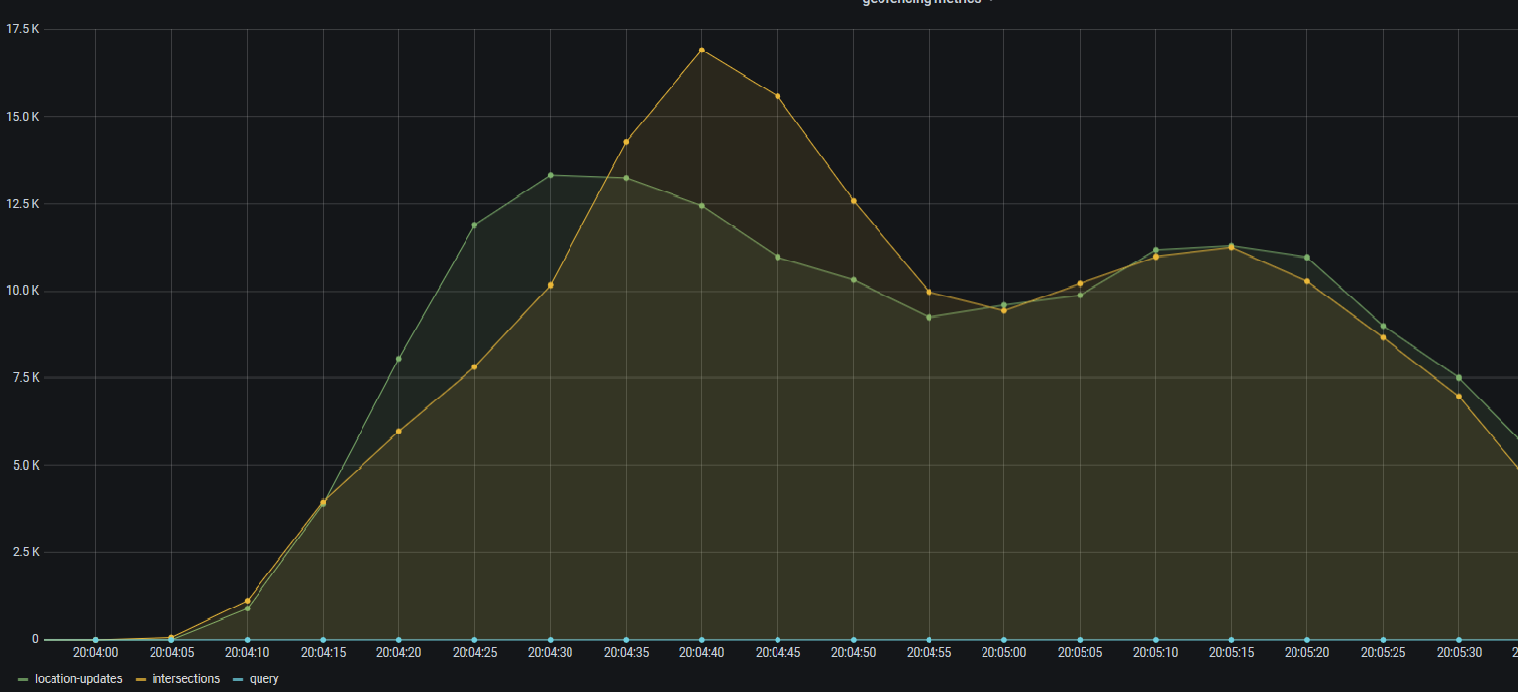 geofencing metrics
17.5 K
15.0 K
12.5 K
10.0 K
7.5 K
5.0 K
2.5 K
0
20:04:00 20:04:05 20:04:10 20:04:15 20:04:20 20:04:25 20:04:30 20:04:35 20:04:40 20:04:45 20:04:50 20:04:55 20:05:00 20:05:05 20:05:10 20:05:15 20:05:20 20:05:25 20:05:30
location-updates intersections query